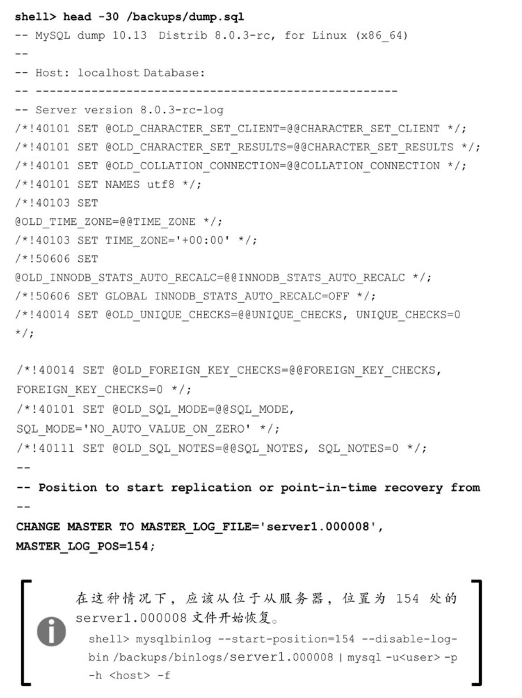 shell> head -30 /backups/dump.sql
-- MySQL dump 10.13 Distrib 8.0.3-rc, for Linux (x86_64)
--
-- Host: localhost Database:
-- ----------------------------------------------------
-- Server version 8.0.3-rc-log
/*!40101 SET @OLD_CHARACTER_SET_CLIENT=@@CHARACTER_SET_CLIENT */;
/*!40101 SET @OLD_CHARACTER_SET_RESULTS=@@CHARACTER_SET_RESULTS */;
/*!40101 SET @OLD_COLLATION_CONNECTION=@@COLLATION_CONNECTION */;
/*!40101 SET NAMES utf8 */;
/*!40103 SET
@OLD_TIME_ZONE=@@TIME_ZONE */;
/*!40103 SET TIME_ZONE='+00:00' */;
/*!50606 SET
@OLD_INNODB_STATS_AUTO_RECALC=@@INNODB_STATS_AUTO_RECALC */;
/*!50606 SET GLOBAL INNODB_STATS_AUTO_RECALC=OFF */;
/*!40014 SET @OLD_UNIQUE_CHECKS=@@UNIQUE_CHECKS, UNIQUE_CHECKS=0
*/;
/*!40014 SET @OLD_FOREIGN_KEY_CHECKS=@@FOREIGN_KEY_CHECKS,
FOREIGN_KEY_CHECKS=0 */;
/*!40101 SET @OLD_SQL_MODE=@@SQL_MODE,
SQL_MODE='NO_AUTO_VALUE_ON_ZERO' */;
/*!40111 SET @OLD_SQL_NOTES=@@SQL_NOTES, SQL_NOTES=0 */;
--
-- Position to start replication or point-in-time recovery from
--
CHANGE MASTER TO MASTER_LOG_FILE='server1.000008',
MASTER_LOG_POS=154;
在这种情况下，应该从位于从服务器，位置为 154 处的
server1.000008 文件开始恢复。
shell> mysqlbinlog --start-position=154 --disable-log-
bin /backups/binlogs/server1.000008 | mysql -u<user> -p
-h <host> -f